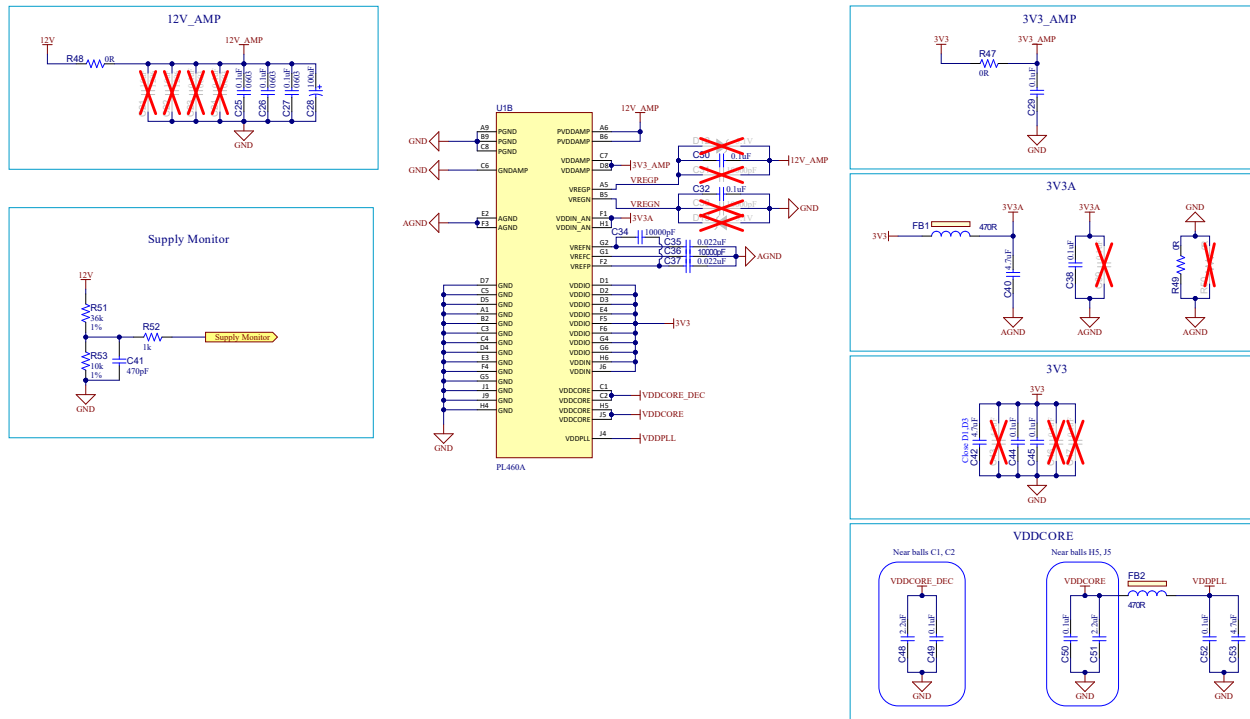 12V_AMP
12V
R48
0R
12V_AMP
C25
0.1uF
0603
C26
0.1uF
0603
C27
0.1uF
0603
C28
100uF
+
GND
Supply Monitor
12V
R51
36k
1%
R52
1k
Supply Monitor
R53
10k
1%
C41
470pF
GND
U1B
GND
A9
PGND
B9
PGND
C8
PGND
GND
C6
GNDAMP
AGND
E2
AGND
F3
AGND
D7
GND
C5
GND
D5
GND
A1
GND
B2
GND
C3
GND
C4
GND
D4
GND
E3
GND
F4
GND
G5
GND
J1
GND
J9
GND
H4
GND
GND
PL460A
12V_AMP
PVDDAMP
A6
PVDDAMP
B6
VDDAMP
C7
VDDAMP
D8
3V3_AMP
VREGP
A5
VREGP
VREGN
B5
VREGN
C30
0.1uF
12V_AMP
C32
0.1uF
GND
VDDIN_AN
F1
VDDIN_AN
H1
3V3A
C34
10000pF
VREFN
G2
C35
0.022uF
VREFC
G1
C36
10000pF
VREFP
F2
C37
0.022uF
AGND
VDDIO
D1
VDDIO
D2
VDDIO
D3
VDDIO
E4
VDDIO
F5
VDDIO
F6
VDDIO
G4
VDDIO
G6
VDDIN
H6
VDDIN
J6
3V3
VDDCORE
C1
VDDCORE
C2
VDDCORE_DEC
VDDCORE
H5
VDDCORE
J5
VDDCORE
VDDPLL
J4
VDDPLL
3V3_AMP
3V3
R47
0R
3V3_AMP
C29
0.1uF
GND
3V3A
3V3
FB1
470R
3V3A
C40
4.7uF
AGND
3V3A
C38
0.1uF
AGND
GND
R49
0R
AGND
3V3
3V3
Close D1,D3
C42
4.7uF
C44
0.1uF
C45
0.1uF
GND
VDDCORE
Near balls C1, C2
VDDCORE_DEC
C48
2.2uF
C49
0.1uF
GND
Near balls H5, J5
VDDCORE
C50
0.1uF
C51
2.2uF
GND
FB2
470R
VDDPLL
C52
0.1uF
C53
4.7uF
GND